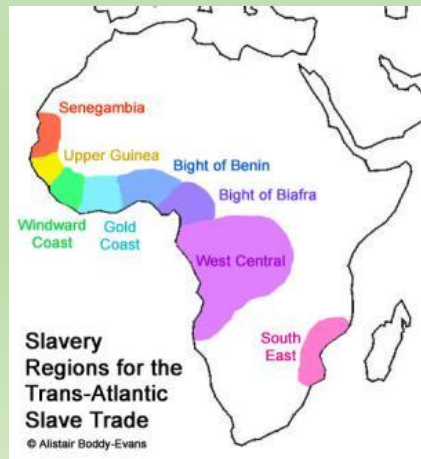 Senegambia
Upper Guinea
Bight of Benin
Bight of Biafra
Windward
Coast
Gold
Coast
West Central
South
East
Slavery
Regions for the
Trans-Atlantic
Slave Trade
© Alistair Boddy-Evans